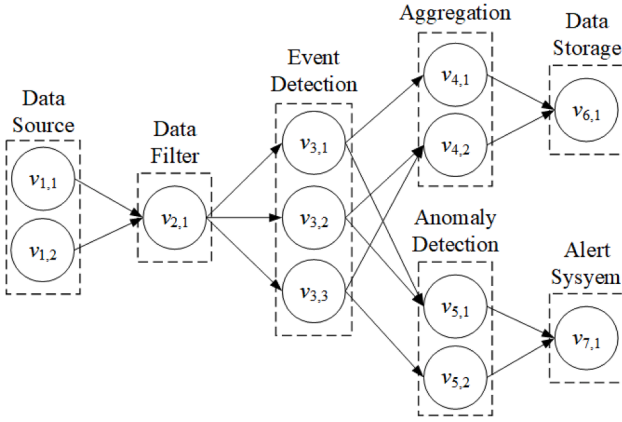 Data
Source
v1,1
v1,2
Data
Filter
v2,1
Event
Detection
v3,1
v3,2
v3,3
Aggregation
v4,1
v4,2
Anomaly
Detection
v5,1
v5,2
Data
Storage
v6,1
Alert
Sysyem
v7,1